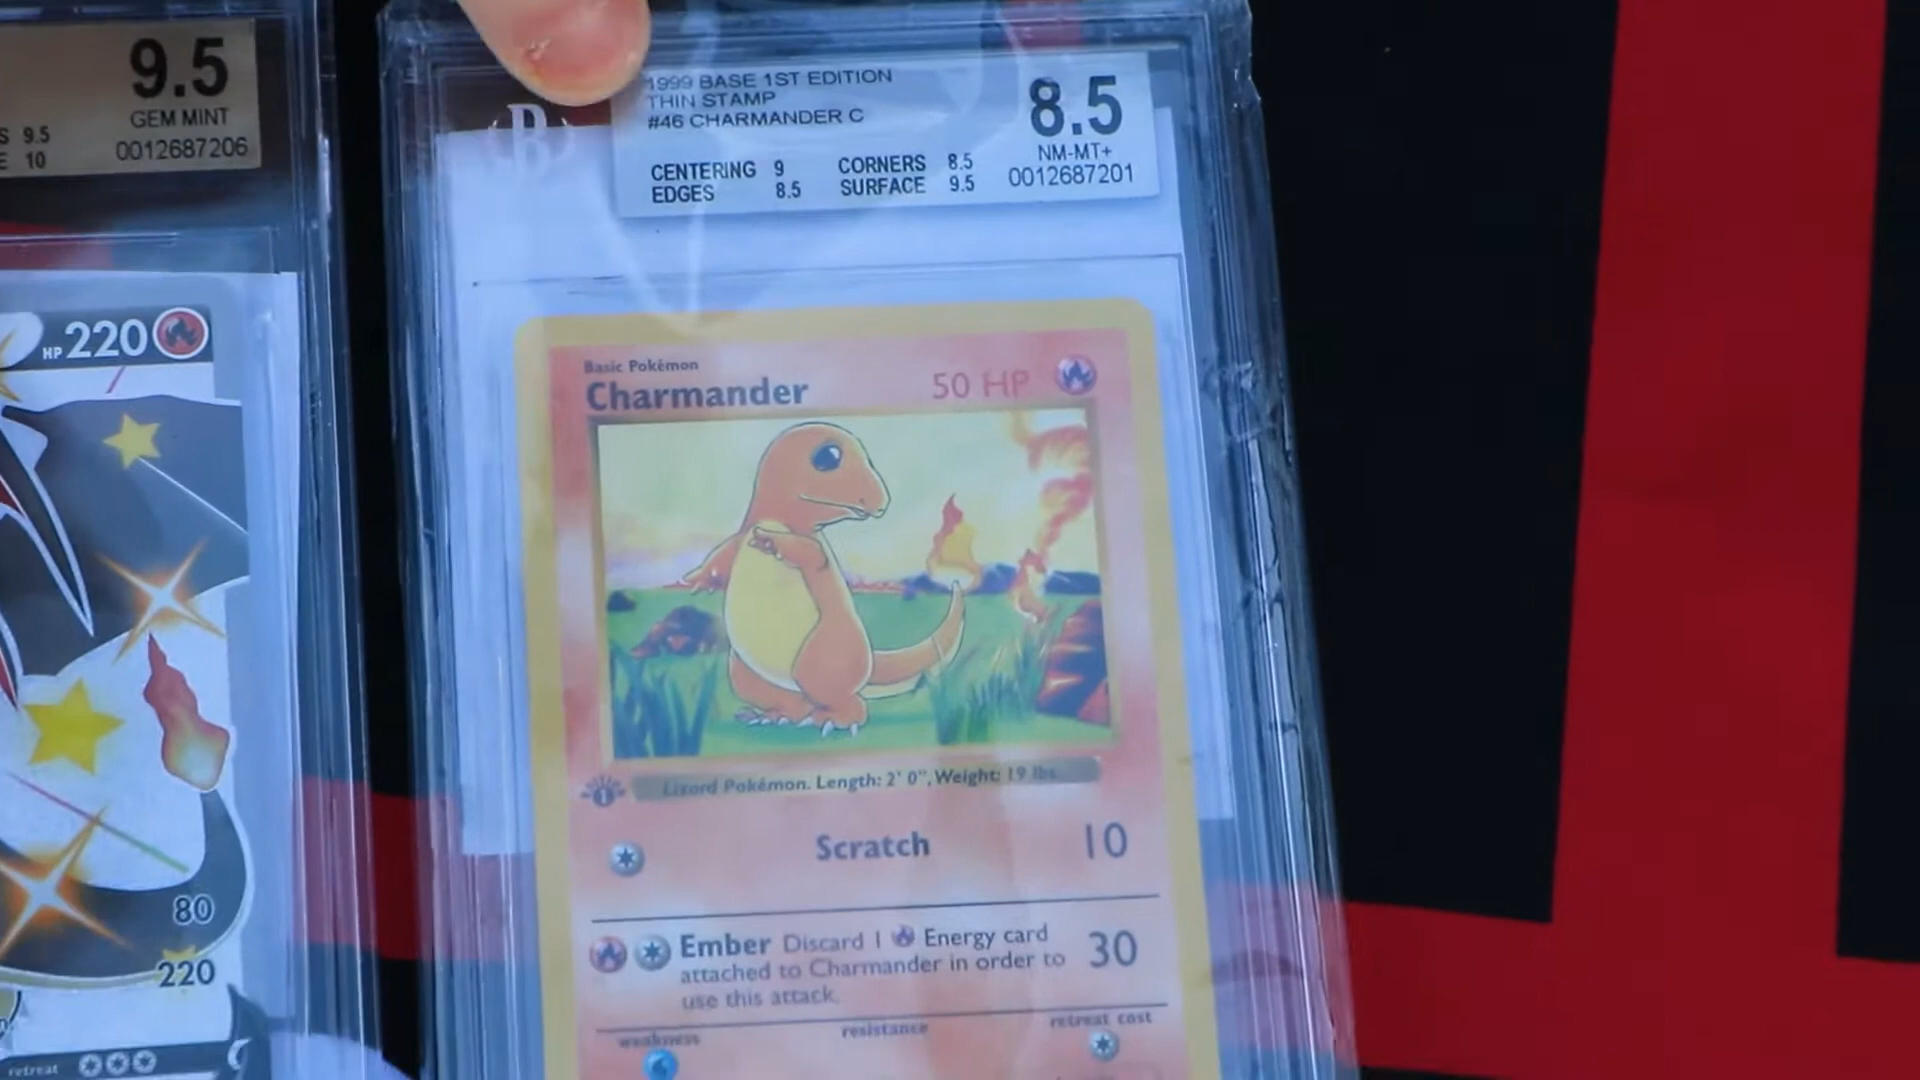 9.5
GEM MINT
S 9.5
E 10
0012687206
HP 220
80
220
retreat
B
1999 BASE 1ST EDITION
THIN STAMP
#46 CHARMANDER C
8.5
NM-MT+
CENTERING 9 CORNERS 8.5
EDGES 8.5 SURFACE 9.5
0012687201
Basic Pokémon
Charmander 50 HP
Lizard Pokémon. Length: 2' 0", Weight: 19 lbs.
Scratch 10
Ember Discard 1 Energy card
attached to Charmander in order to
use this attack.
30
weakness resistance retreat cost